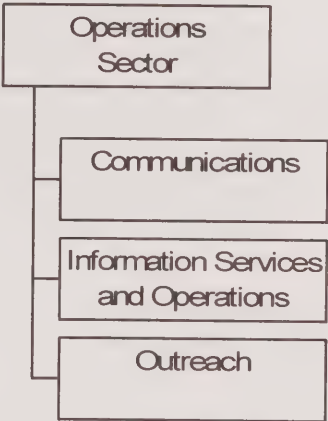 Operations
Sector
Communications
Information Services
and Operations
Outreach